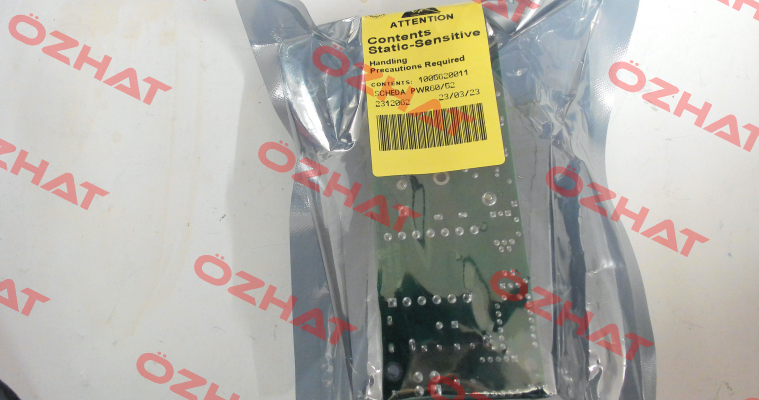 ATTENTION
Contents
Static-Sensitive
Handling
Precautions Required
CONTENTS: 1005620011
SCHEDA PWR60/52
2312062 23/03/23
ÖZHAT
ÖZHAT
ÖZHAT
ÖZHAT
ÖZHAT
ÖZHAT
ÖZHAT
ÖZHAT